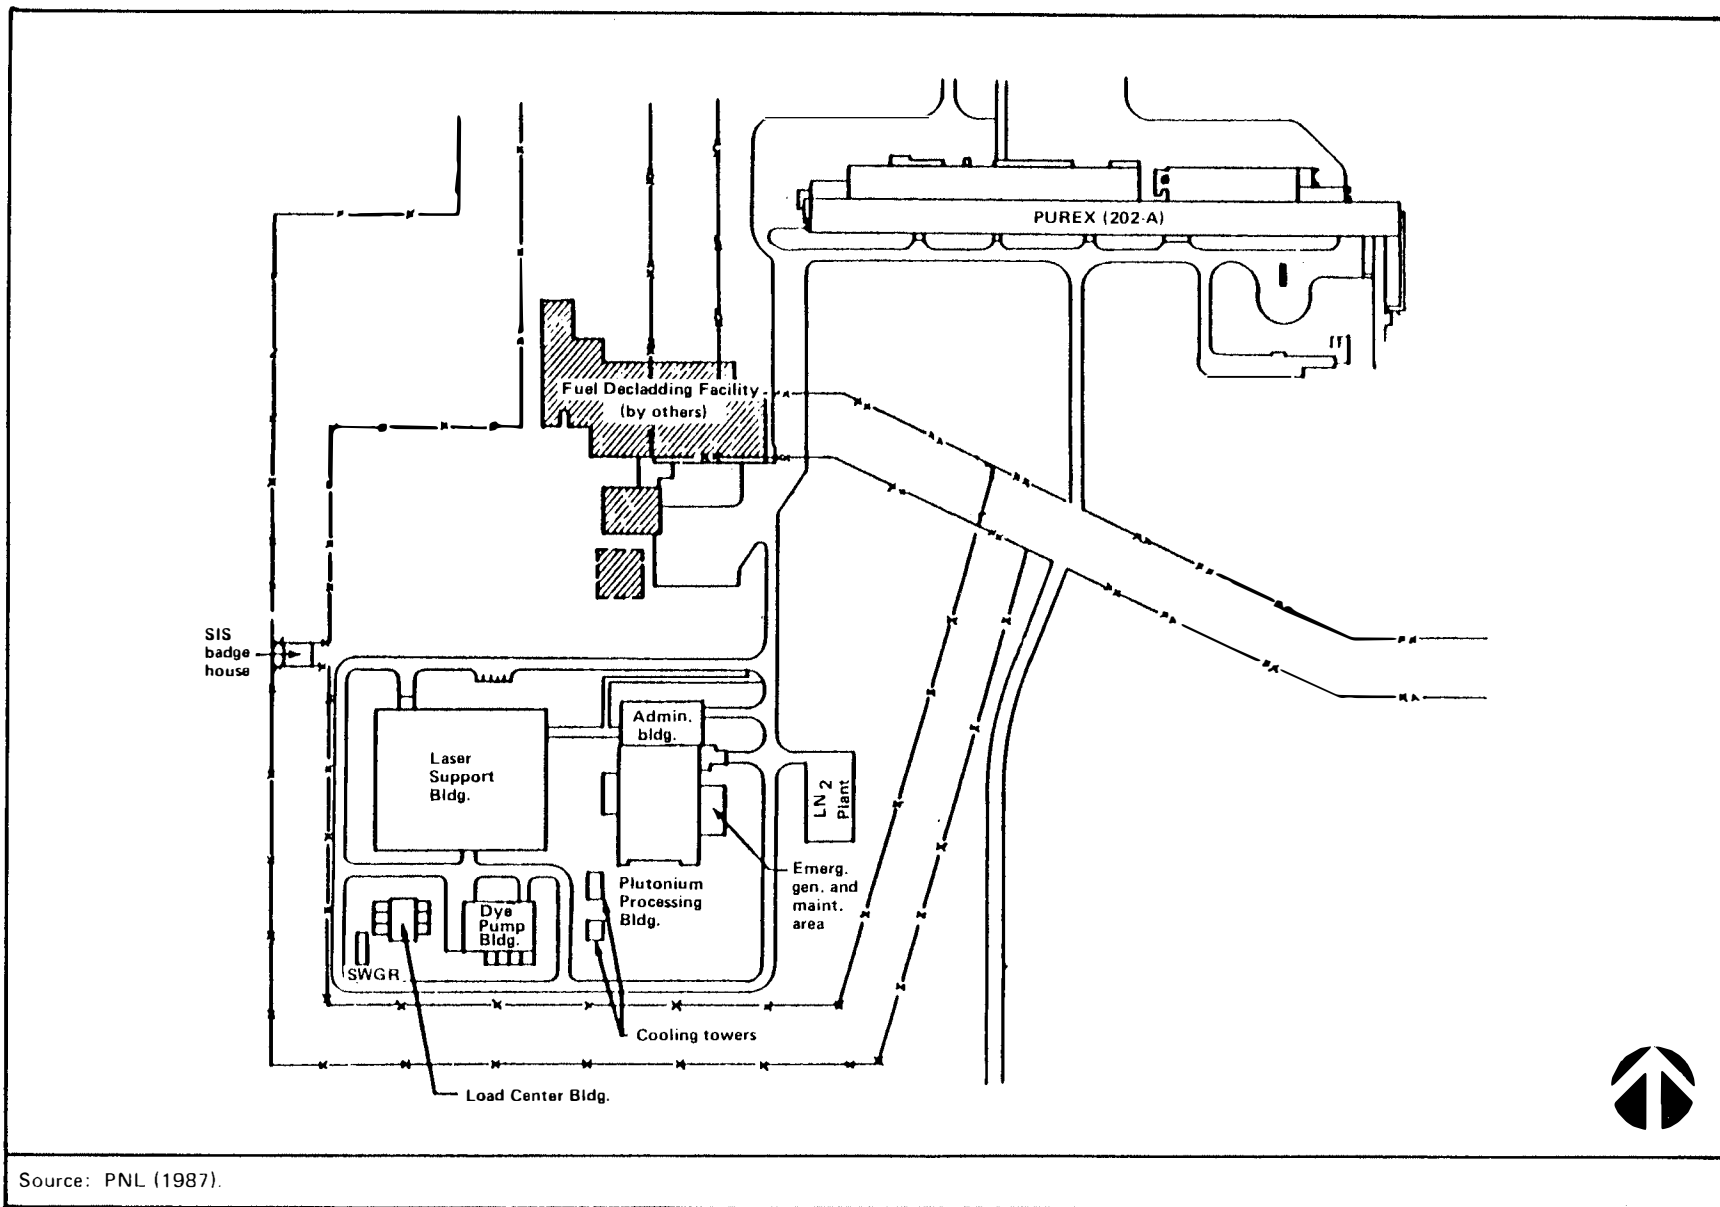 PUREX (202-A)
Fuel Decladding Facility
(by others)
SIS
badge
house
Admin.
bldg.
Laser
Support
Bldg.
LN2
Plant
Emerg.
gen. and
maint.
area
Plutonium
Processing
Bldg.
Dye
Pump
Bldg.
SWGR
Cooling towers
Load Center Bldg.
Source: PNL (1987).